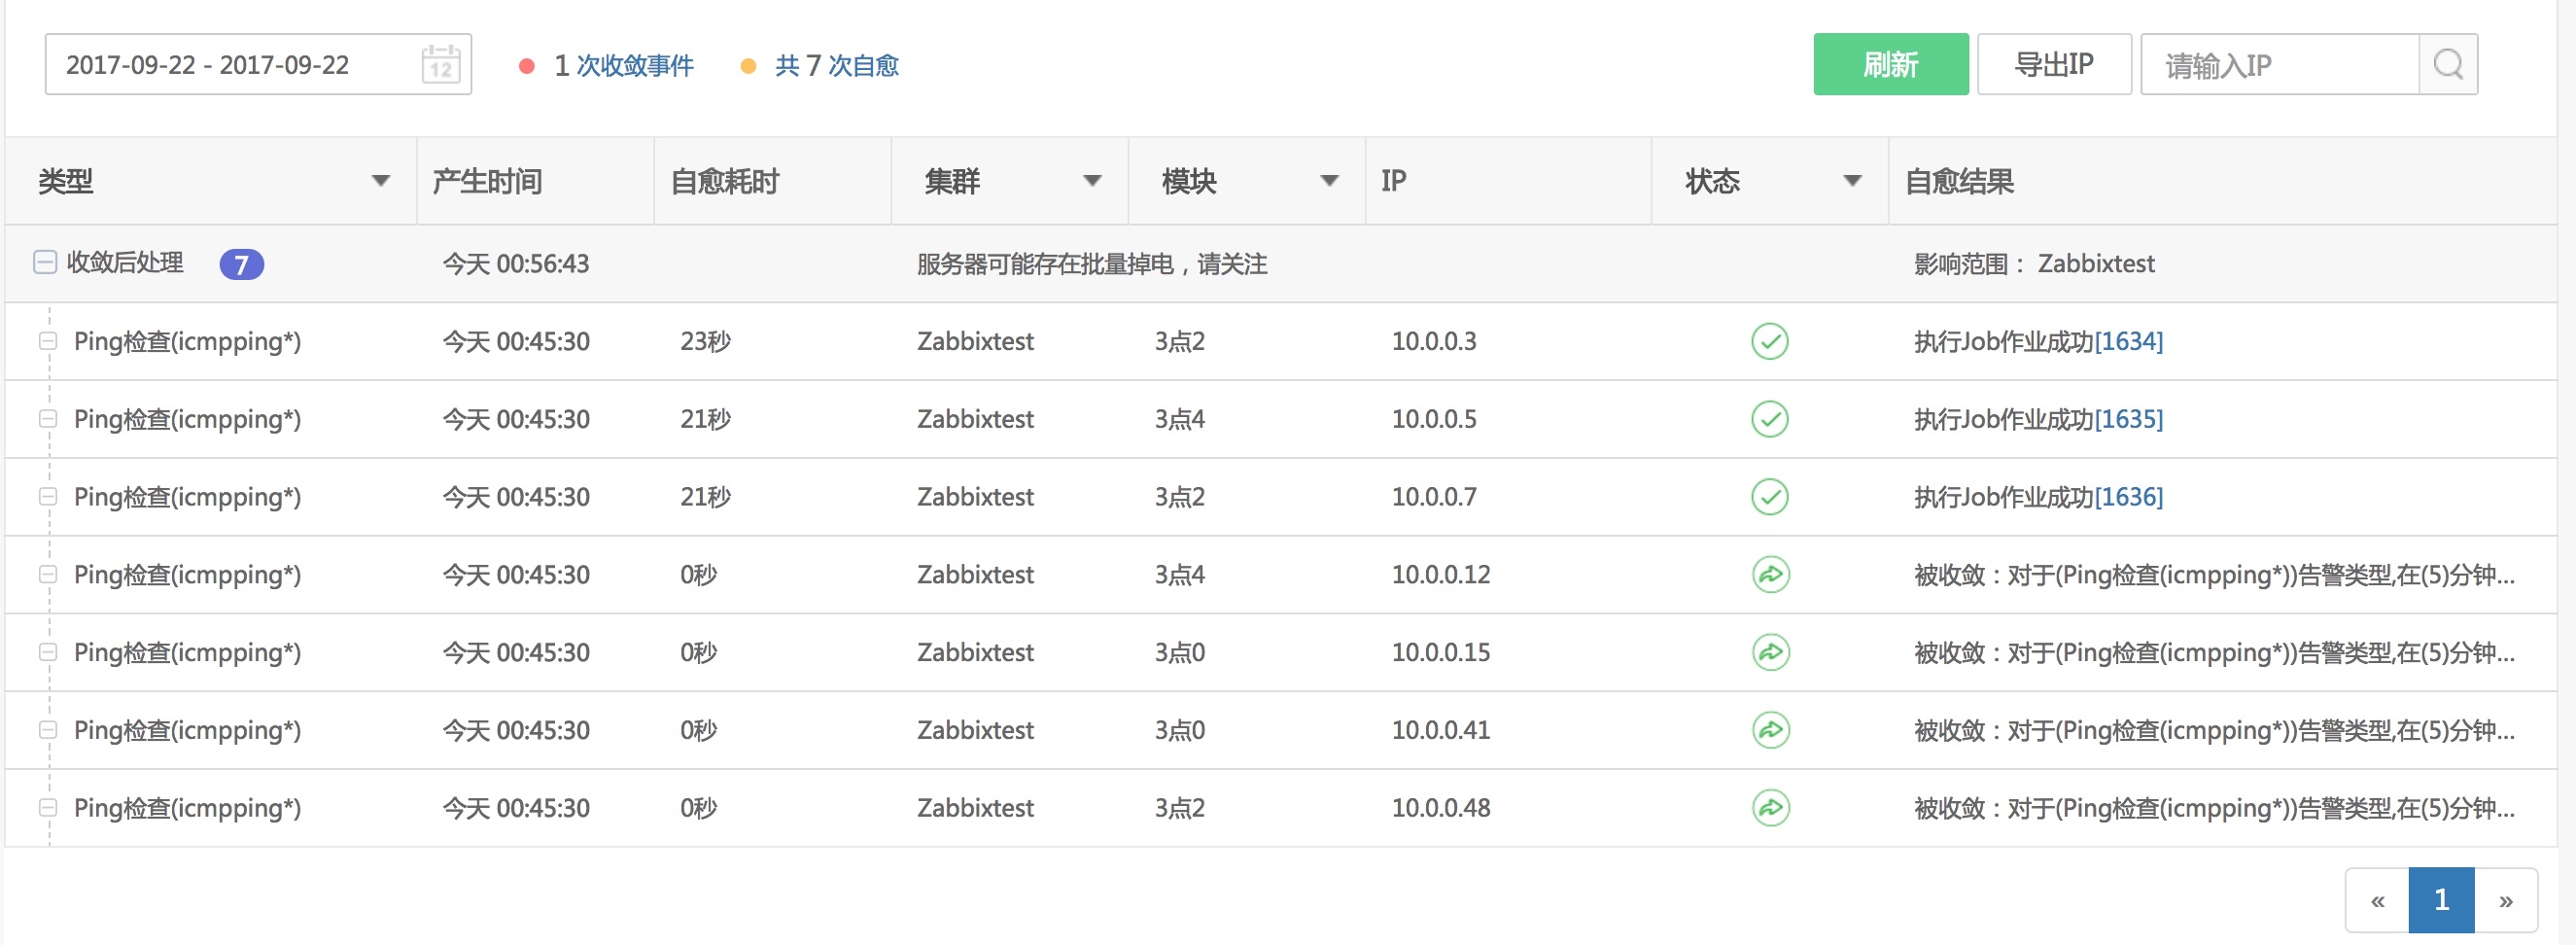 2017-09-22 - 2017-09-22 12 1 次收敛事件 共 7 次自愈 刷新 导出IP 请输入IP
类型 产生时间 自愈耗时 集群 模块 IP 状态 自愈结果
收敛后处理 7 今天 00:56:43 服务器可能存在批量掉电，请关注 影响范围： Zabbixtest
Ping检查(icmpping*) 今天 00:45:30 23秒 Zabbixtest 3点2 10.0.0.3 执行Job作业成功[1634]
Ping检查(icmpping*) 今天 00:45:30 21秒 Zabbixtest 3点4 10.0.0.5 执行Job作业成功[1635]
Ping检查(icmpping*) 今天 00:45:30 21秒 Zabbixtest 3点2 10.0.0.7 执行Job作业成功[1636]
Ping检查(icmpping*) 今天 00:45:30 0秒 Zabbixtest 3点4 10.0.0.12 被收敛：对于(Ping检查(icmpping*))告警类型,在(5)分钟...
Ping检查(icmpping*) 今天 00:45:30 0秒 Zabbixtest 3点0 10.0.0.15 被收敛：对于(Ping检查(icmpping*))告警类型,在(5)分钟...
Ping检查(icmpping*) 今天 00:45:30 0秒 Zabbixtest 3点0 10.0.0.41 被收敛：对于(Ping检查(icmpping*))告警类型,在(5)分钟...
Ping检查(icmpping*) 今天 00:45:30 0秒 Zabbixtest 3点2 10.0.0.48 被收敛：对于(Ping检查(icmpping*))告警类型,在(5)分钟...
« 1 »